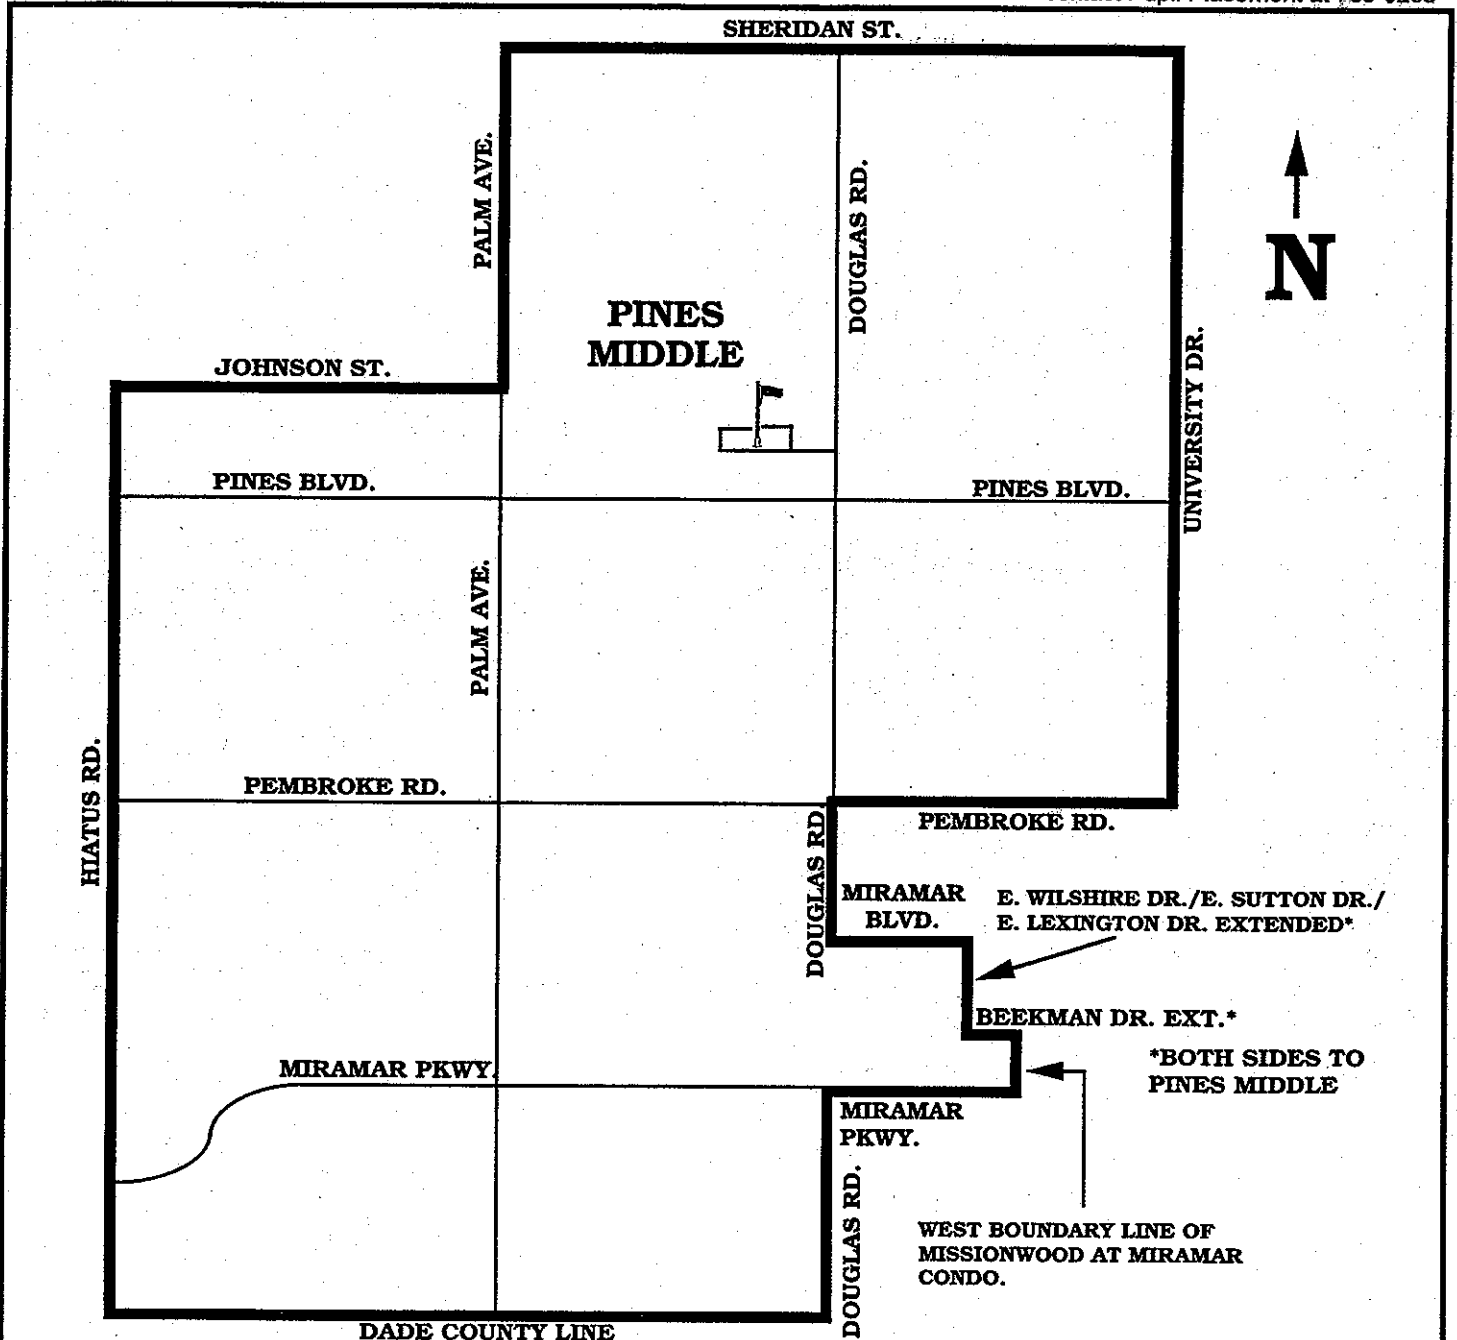 SHERIDAN ST.
PALM AVE.
DOUGLAS RD.
N
PINES
MIDDLE
UNIVERSITY DR.
JOHNSON ST.
PINES BLVD.
PINES BLVD.
PALM AVE.
HIATUS RD.
PEMBROKE RD.
PEMBROKE RD.
DOUGLAS RD.
MIRAMAR
BLVD.
E. WILSHIRE DR./E. SUTTON DR./
E. LEXINGTON DR. EXTENDED*
BEEKMAN DR. EXT.*
*BOTH SIDES TO
PINES MIDDLE
MIRAMAR PKWY.
MIRAMAR
PKWY.
DOUGLAS RD.
WEST BOUNDARY LINE OF
MISSIONWOOD AT MIRAMAR
CONDO.
DADE COUNTY LINE